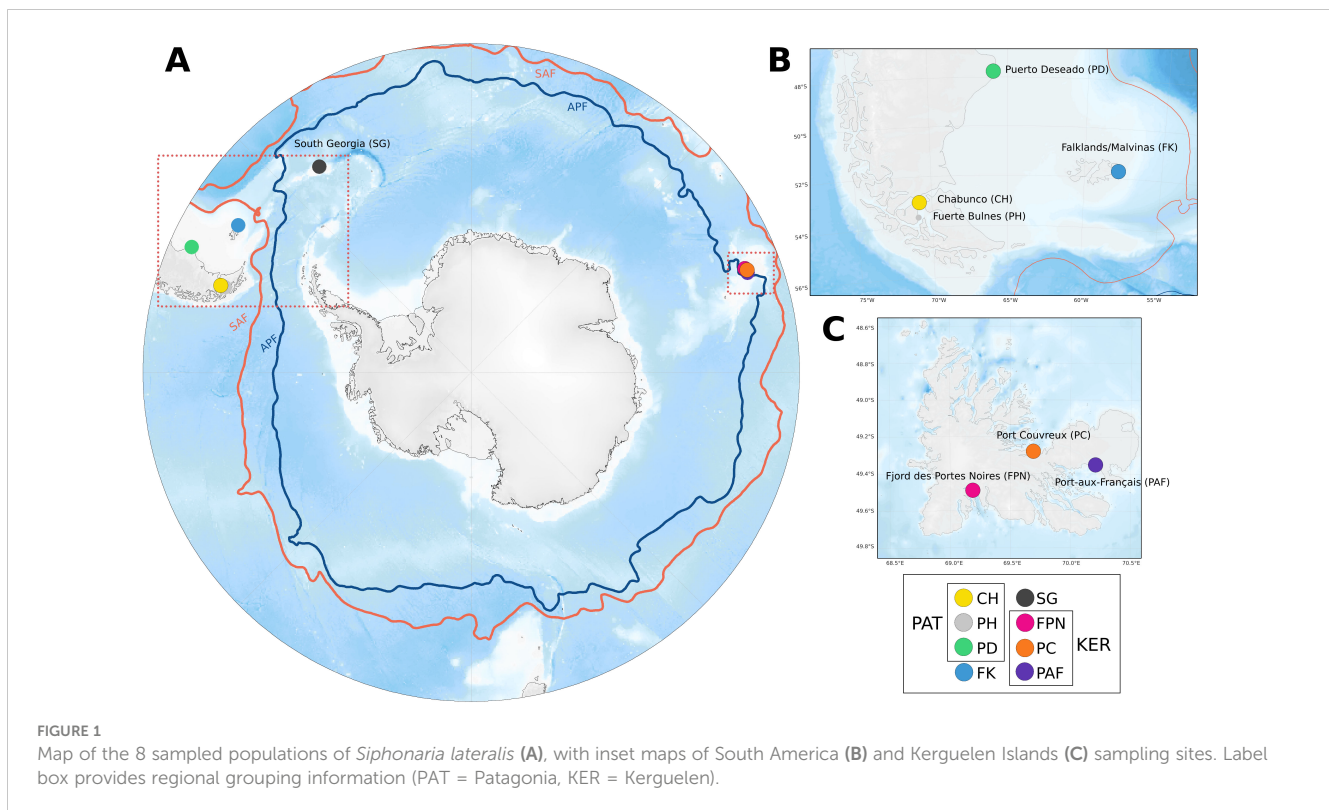 A
SAF
APF
South Georgia (SG)
SAF
APF
B
Puerto Deseado (PD)
48°S
50°S
Falklands/Malvinas (FK)
52°S
Chabunco (CH)
Fuerte Bulnes (PH)
54°S
56°S
75°W 70°W 65°W 60°W 55°W
C
48.6°S
48.8°S
49.0°S
49.2°S
Port Couvreux (PC)
49.4°S
Fjord des Portes Noires (FPN)
Port-aux-Français (PAF)
49.6°S
49.8°S
68.5°E 69.0°E 69.5°E 70.0°E 70.5°E
PAT
CH
PH
PD
FK
SG
FPN
PC
PAF
KER
FIGURE 1
Map of the 8 sampled populations of Siphonaria lateralis (A), with inset maps of South America (B) and Kerguelen Islands (C) sampling sites. Label
box provides regional grouping information (PAT = Patagonia, KER = Kerguelen).